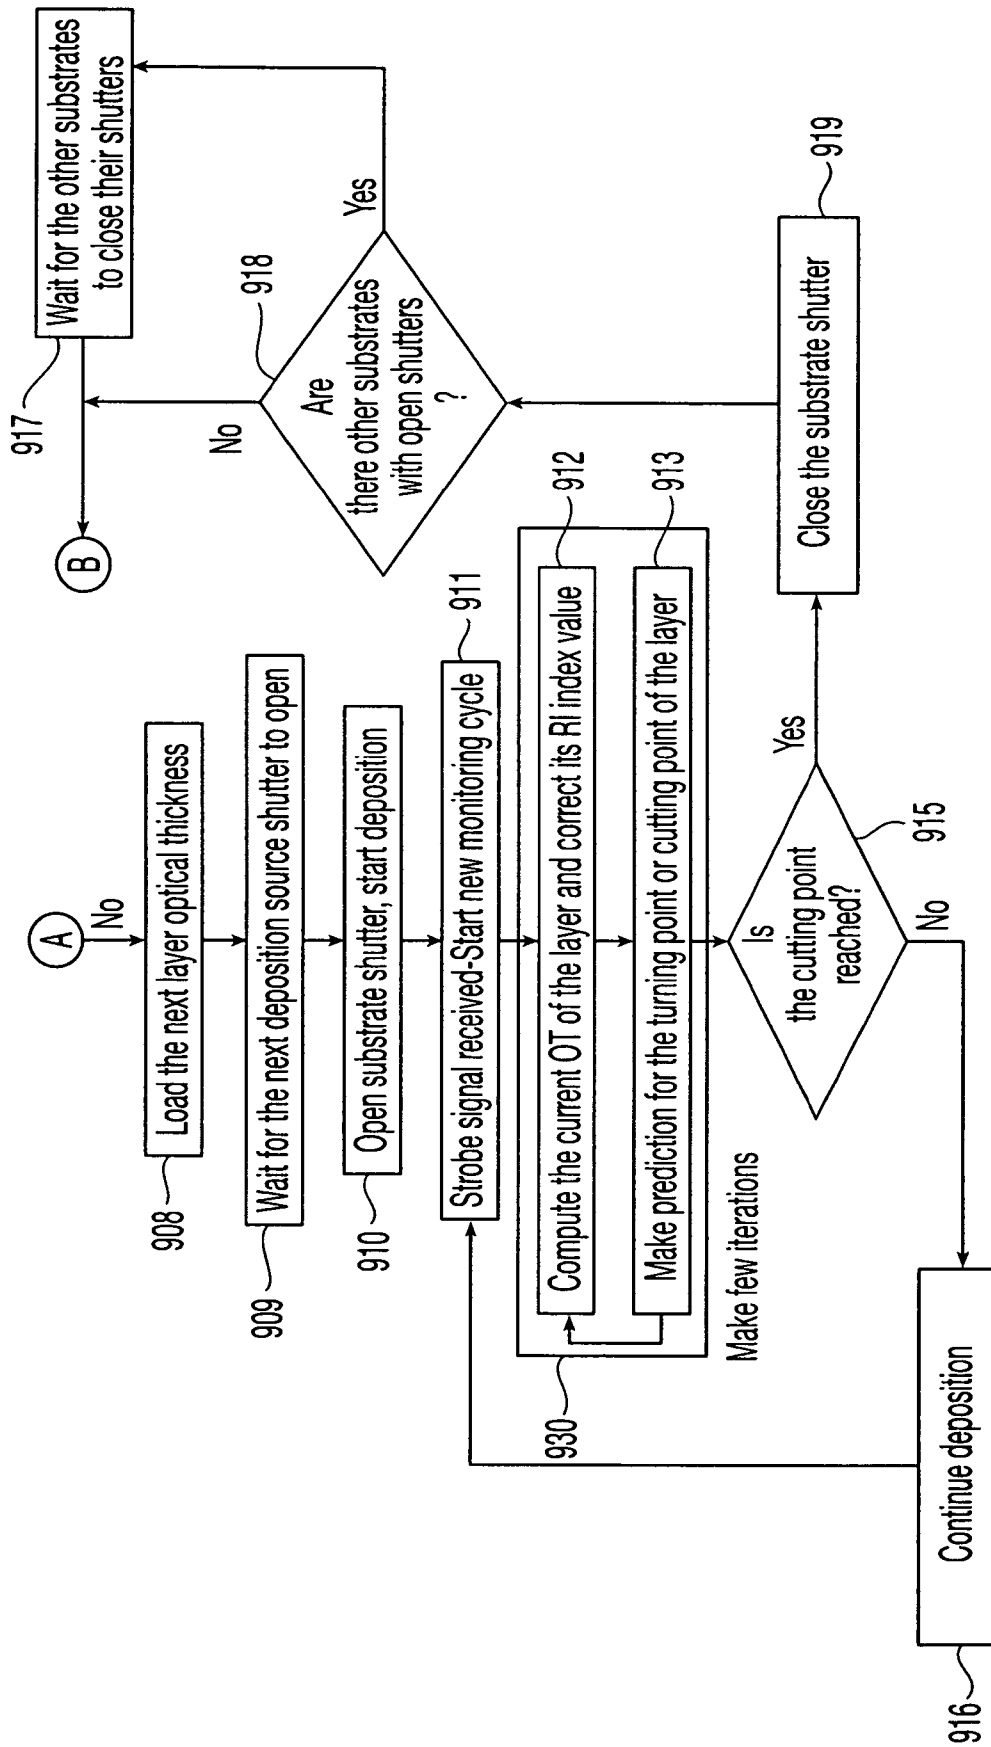 A
No
908
Load the next layer optical thickness
909
Wait for the next deposition source shutter to open
910
Open substrate shutter, start deposition
911
Strobe signal received-Start new monitoring cycle
930
912
Compute the current OT of the layer and correct its RI index value
913
Make prediction for the turning point or cutting point of the layer
Make few iterations
Is
the cutting point
reached?
915
No
Yes
916
Continue deposition
919
Close the substrate shutter
918
Are
there other substrates
with open shutters
?
No
Yes
917
Wait for the other substrates
to close their shutters
B